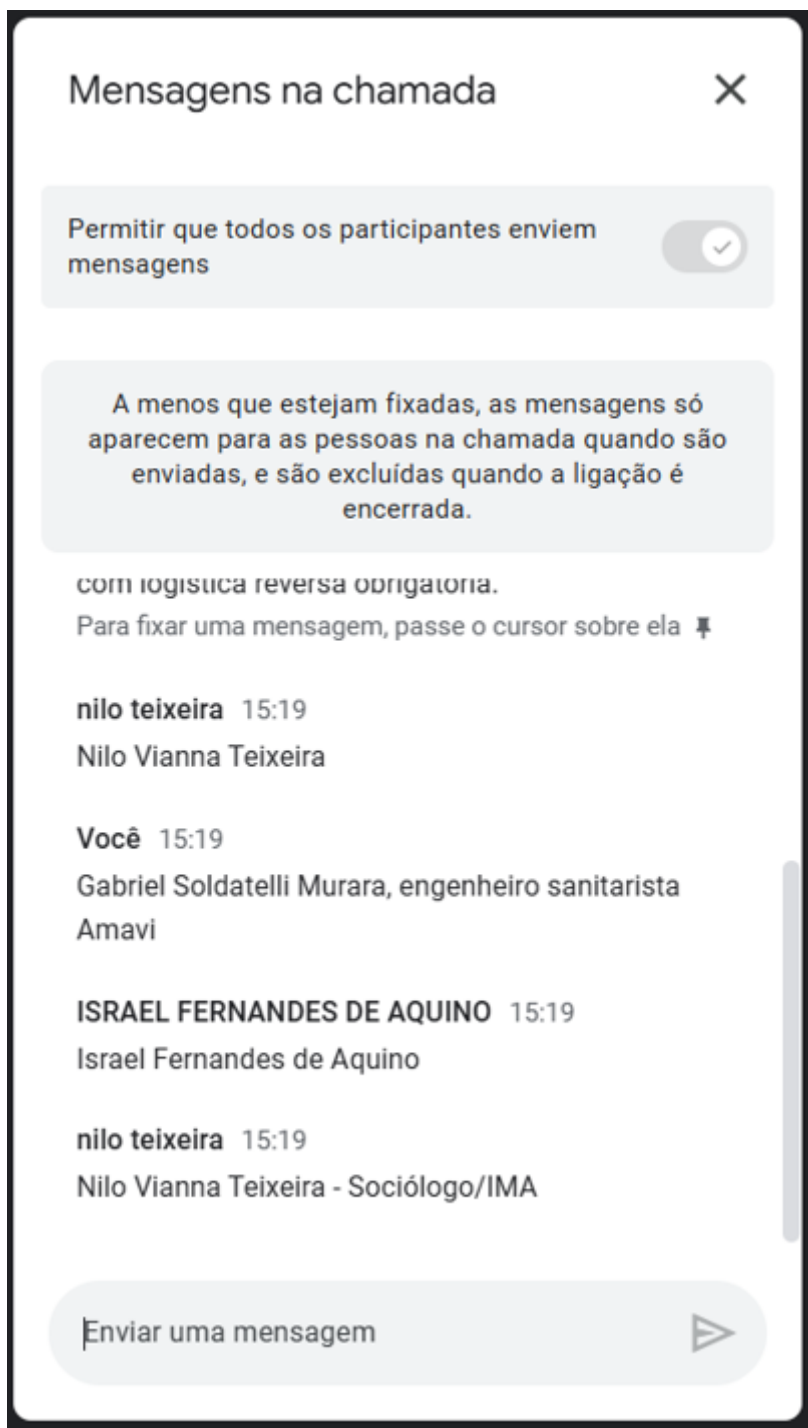 Mensagens na chamada
Permitir que todos os participantes enviem
mensagens
A menos que estejam fixadas, as mensagens só
aparecem para as pessoas na chamada quando são
enviadas, e são excluídas quando a ligação é
encerrada.
com logística reversa obrigatória.
Para fixar uma mensagem, passe o cursor sobre ela
nilo teixeira 15:19
Nilo Vianna Teixeira
Você 15:19
Gabriel Soldatelli Murara, engenheiro sanitarista
Amavi
ISRAEL FERNANDES DE AQUINO 15:19
Israel Fernandes de Aquino
nilo teixeira 15:19
Nilo Vianna Teixeira - Sociólogo/IMA
Enviar uma mensagem